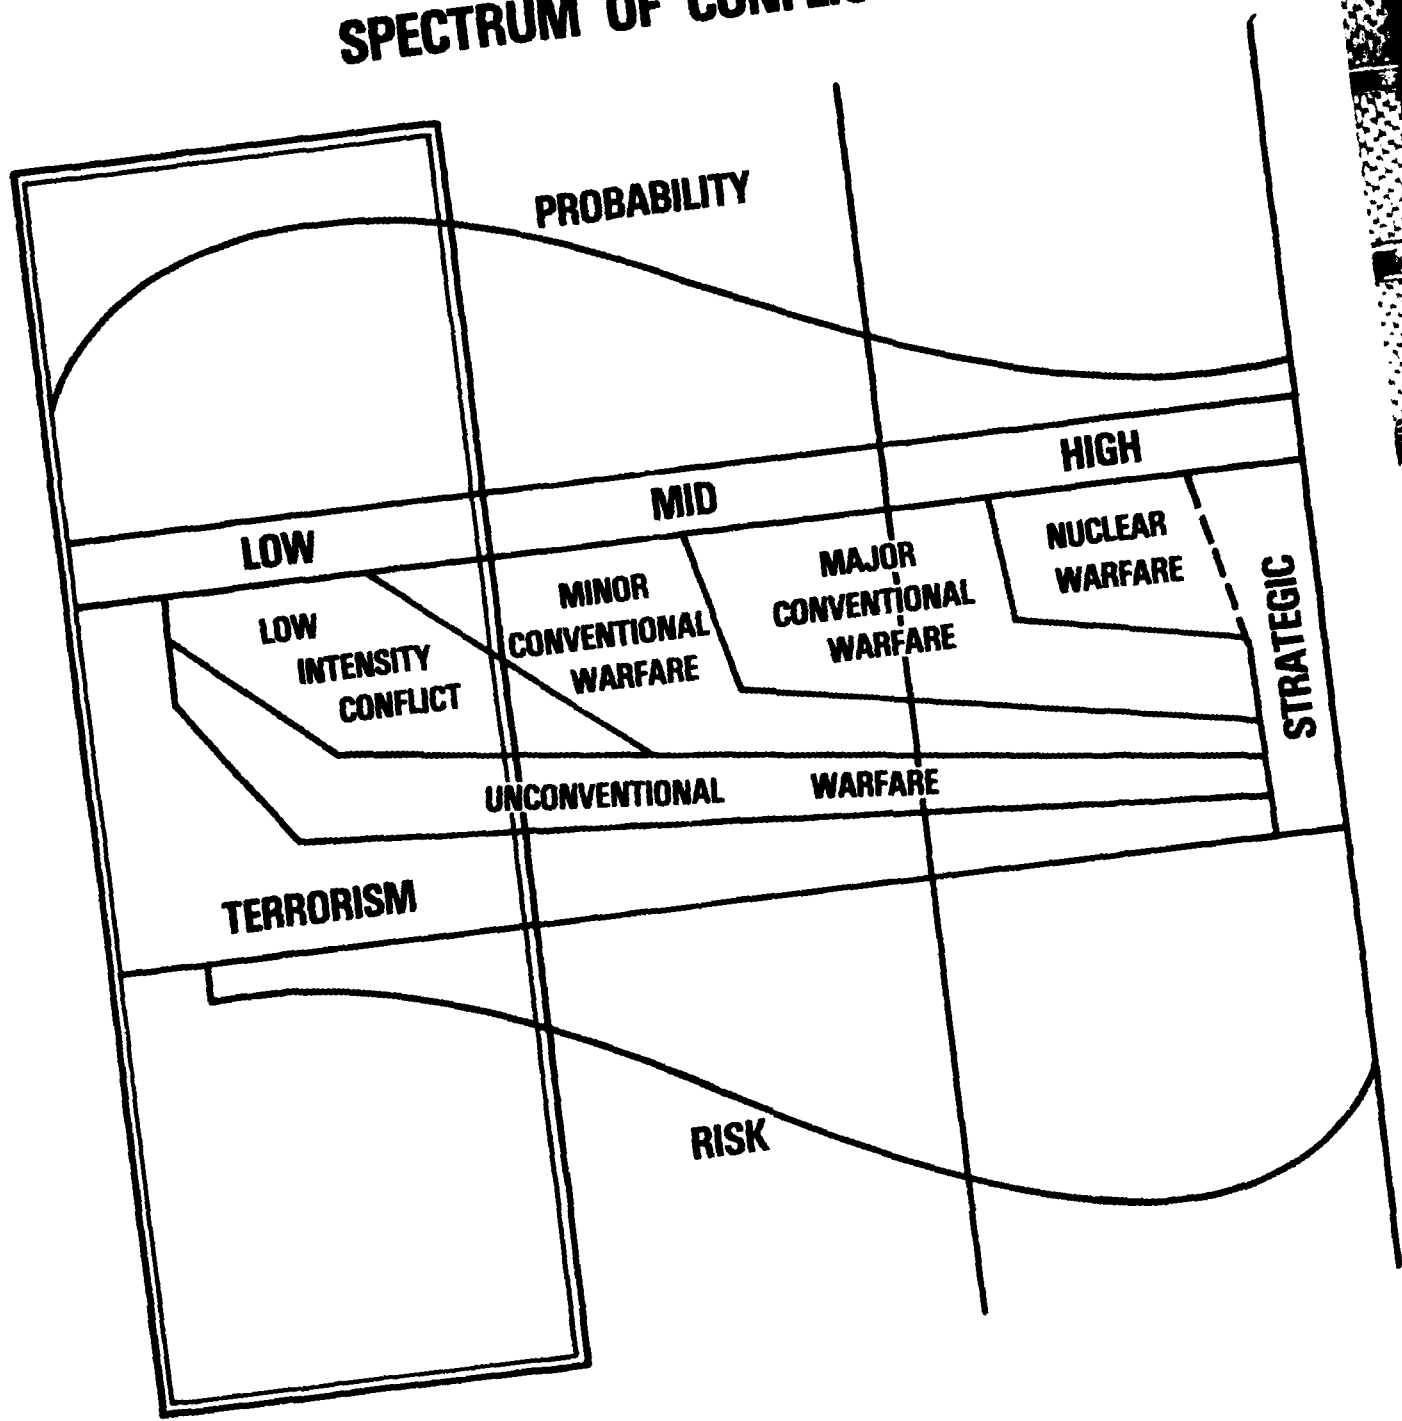 SPECTRUM OF
PROBABILITY
LOW
MID
HIGH
LOW
INTENSITY
CONFLICT
MINOR
CONVENTIONAL
WARFARE
MAJOR
CONVENTIONAL
WARFARE
NUCLEAR
WARFARE
STRATEGIC
UNCONVENTIONAL WARFARE
TERRORISM
RISK